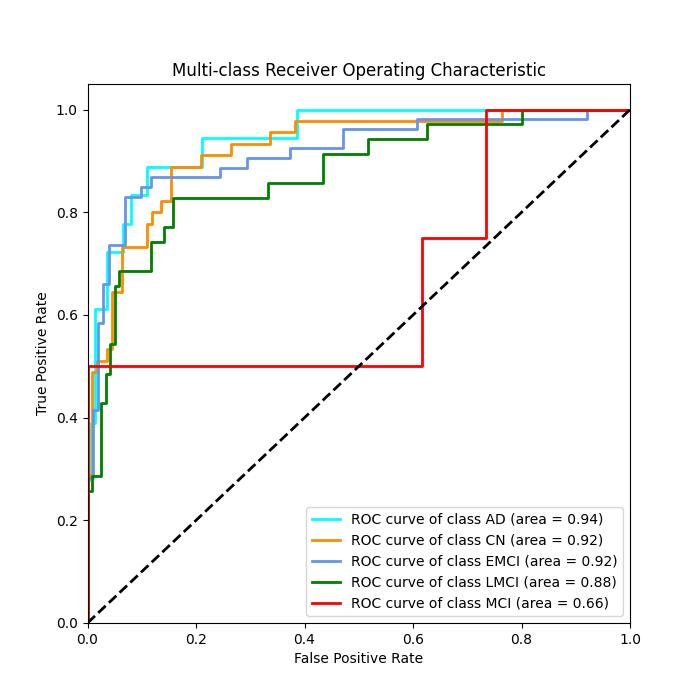 Multi-class Receiver Operating Characteristic
True Positive Rate
1.0
0.8
0.6
0.4
0.2
0.0
ROC curve of class AD (area = 0.94)
ROC curve of class CN (area = 0.92)
ROC curve of class EMCI (area = 0.92)
ROC curve of class LMCI (area = 0.88)
ROC curve of class MCI (area = 0.66)
0.0 0.2 0.4 0.6 0.8 1.0
False Positive Rate